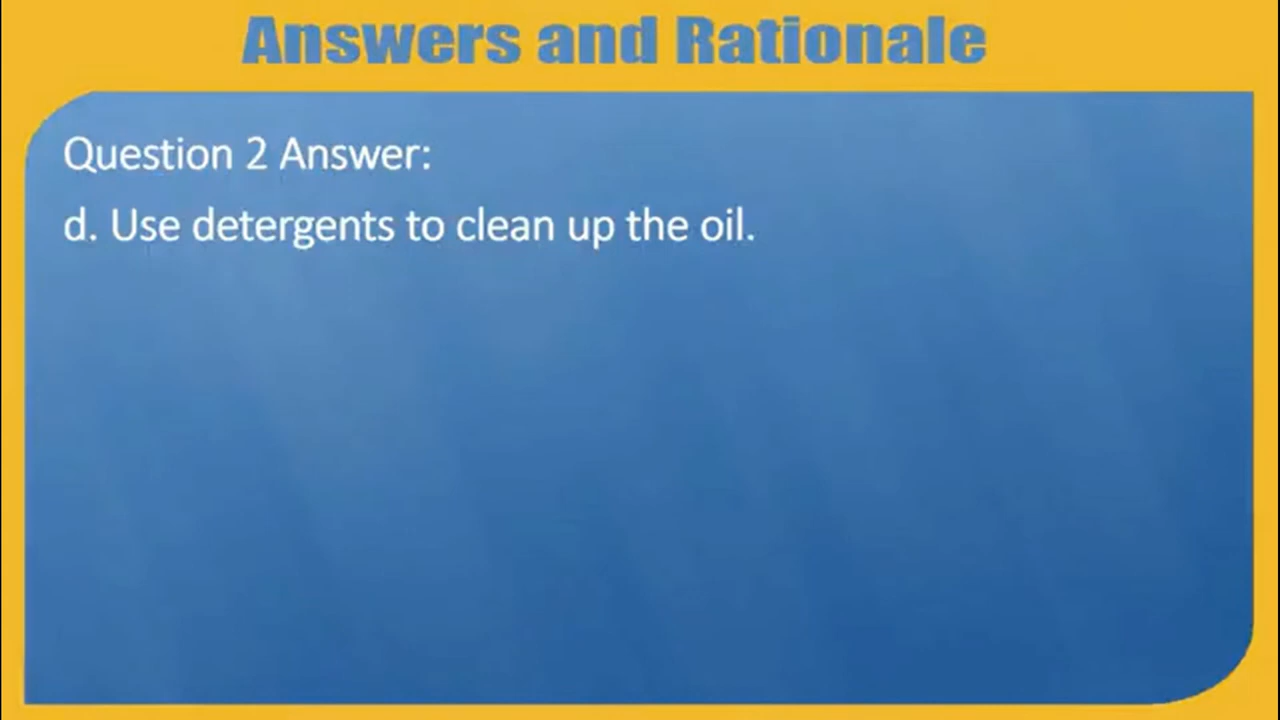 Answers and Rationale
Question 2 Answer:
d. Use detergents to clean up the oil.